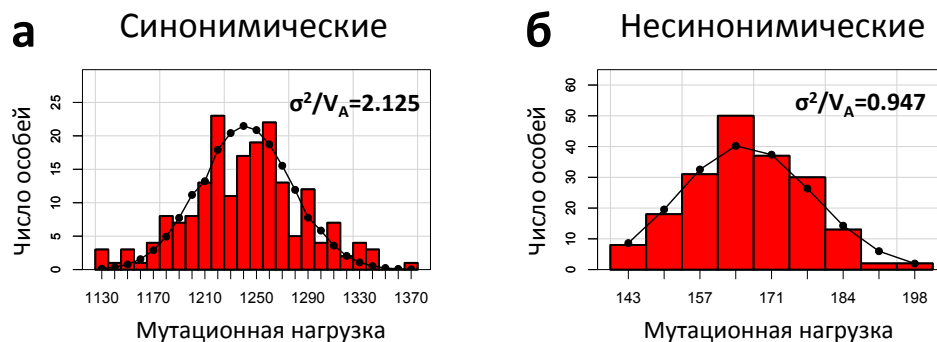 а Синонимические
σ²/VA=2.125
Число особей
0 5 10 15 20 25
1130 1170 1210 1250 1290 1330 1370
Мутационная нагрузка
б Несинонимические
σ²/VA=0.947
Число особей
0 10 20 30 40 50 60
143 157 171 184 198
Мутационная нагрузка